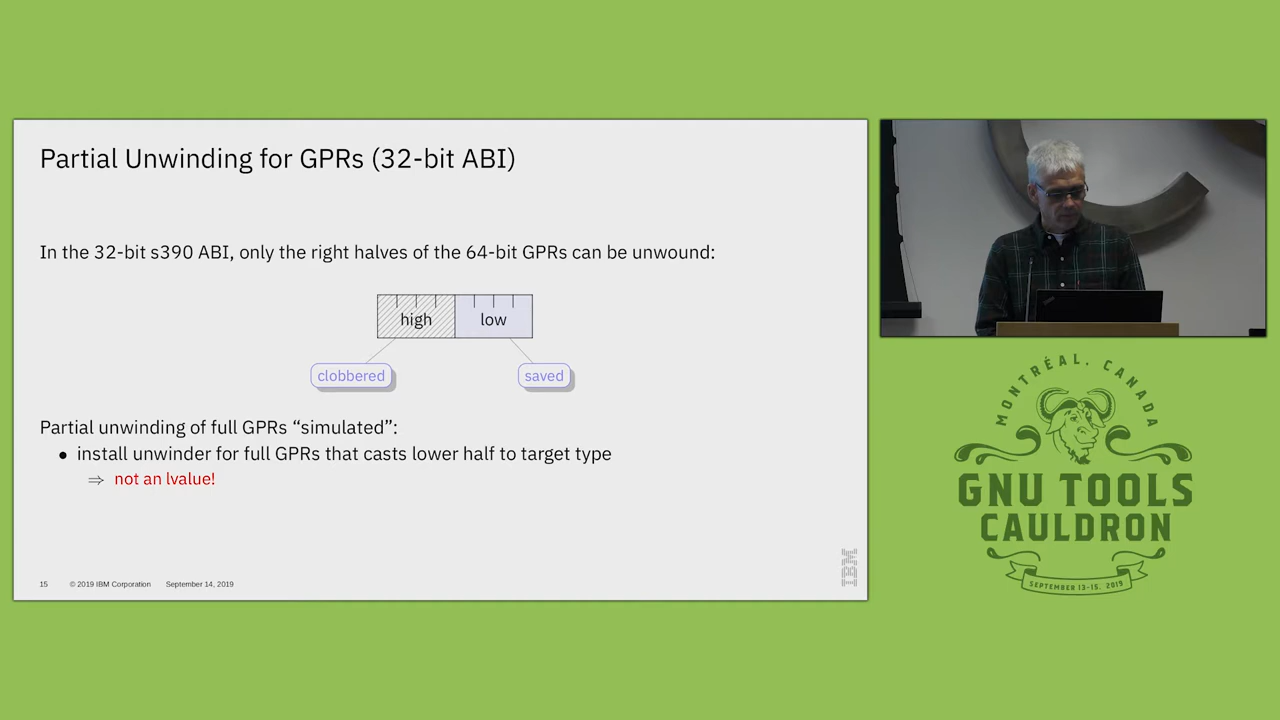 Partial Unwinding for GPRs (32-bit ABI)
In the 32-bit s390 ABI, only the right halves of the 64-bit GPRs can be unwound:
high low
clobbered saved
Partial unwinding of full GPRs “simulated”:
● install unwinder for full GPRs that casts lower half to target type
⇒ not an lvalue!
15 © 2019 IBM Corporation September 14, 2019
IBM
MONTRÉAL, CANADA
GNU TOOLS
CAULDRON
SEPTEMBER 13-15, 2019